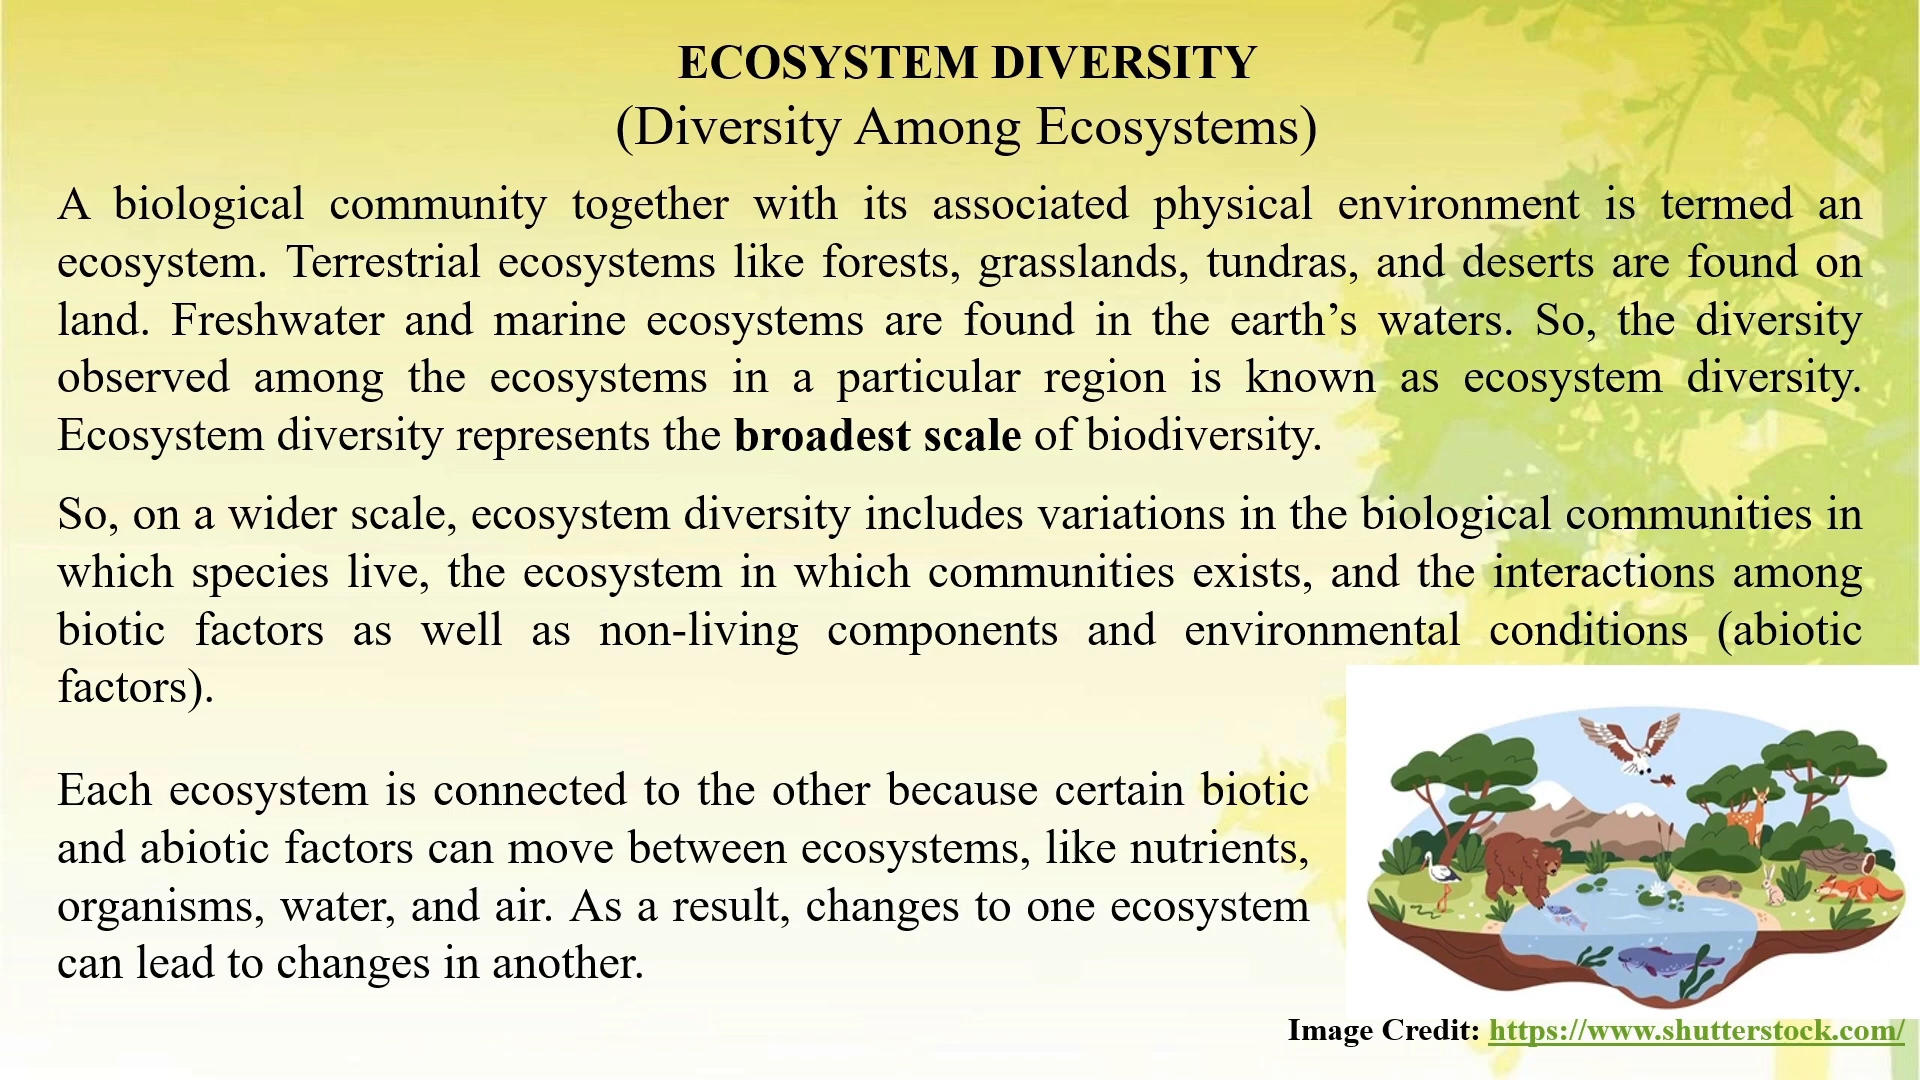 ECOSYSTEM DIVERSITY
(Diversity Among Ecosystems)
A biological community together with its associated physical environment is termed an
ecosystem. Terrestrial ecosystems like forests, grasslands, tundras, and deserts are found on
land. Freshwater and marine ecosystems are found in the earth’s waters. So, the diversity
observed among the ecosystems in a particular region is known as ecosystem diversity.
Ecosystem diversity represents the broadest scale of biodiversity.
So, on a wider scale, ecosystem diversity includes variations in the biological communities in
which species live, the ecosystem in which communities exists, and the interactions among
biotic factors as well as non-living components and environmental conditions (abiotic
factors).
Each ecosystem is connected to the other because certain biotic
and abiotic factors can move between ecosystems, like nutrients,
organisms, water, and air. As a result, changes to one ecosystem
can lead to changes in another.
Image Credit: https://www.shutterstock.com/